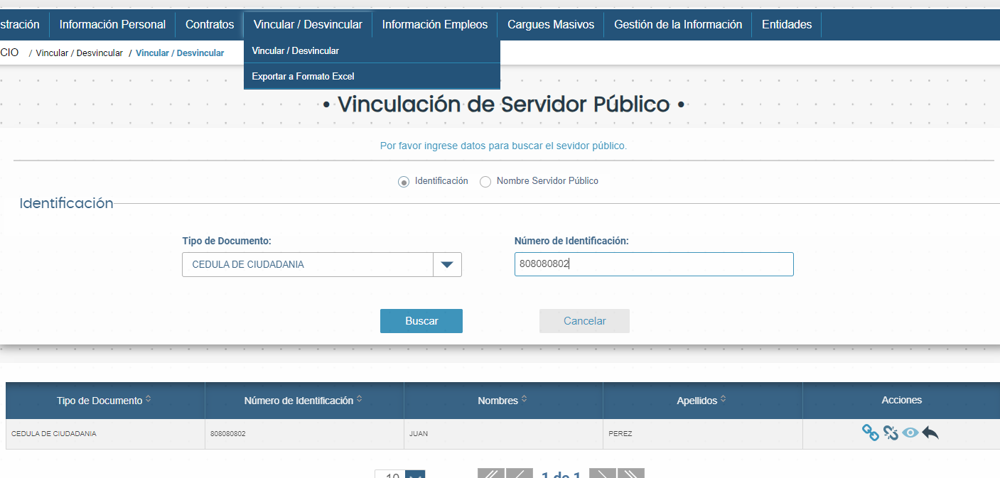 stración Información Personal Contratos Vincular / Desvincular Información Empleos Cargues Masivos Gestión de la Información Entidades
CIO / Vincular / Desvincular / Vincular / Desvincular
Vincular / Desvincular
Exportar a Formato Excel
• Vinculación de Servidor Público •
Por favor ingrese datos para buscar el sevidor público.
Identificación Nombre Servidor Público
Identificación
Tipo de Documento: Número de Identificación:
CEDULA DE CIUDADANIA 808080802
Buscar Cancelar
Tipo de Documento Número de Identificación Nombres Apellidos Acciones
CEDULA DE CIUDADANIA 808080802 JUAN PEREZ
10 1 de 1